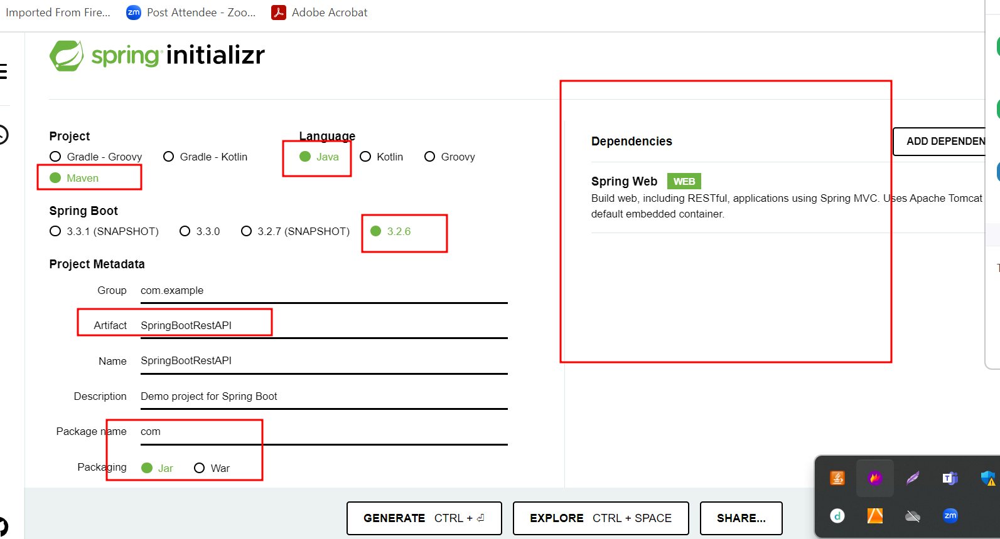 Imported From Fire...
zm Post Attendee - Zoo...
Adobe Acrobat
spring initializr
Project
Gradle - Groovy
Gradle - Kotlin
Maven
Language
Java
Kotlin
Groovy
Spring Boot
3.3.1 (SNAPSHOT)
3.3.0
3.2.7 (SNAPSHOT)
3.2.6
Project Metadata
Group com.example
Artifact SpringBootRestAPI
Name SpringBootRestAPI
Description Demo project for Spring Boot
Package name com
Packaging Jar War
Dependencies
ADD DEPENDEN
Spring Web WEB
Build web, including RESTful, applications using Spring MVC. Uses Apache Tomcat
default embedded container.
GENERATE CTRL + ⏎
EXPLORE CTRL + SPACE
SHARE...
T
d
zm